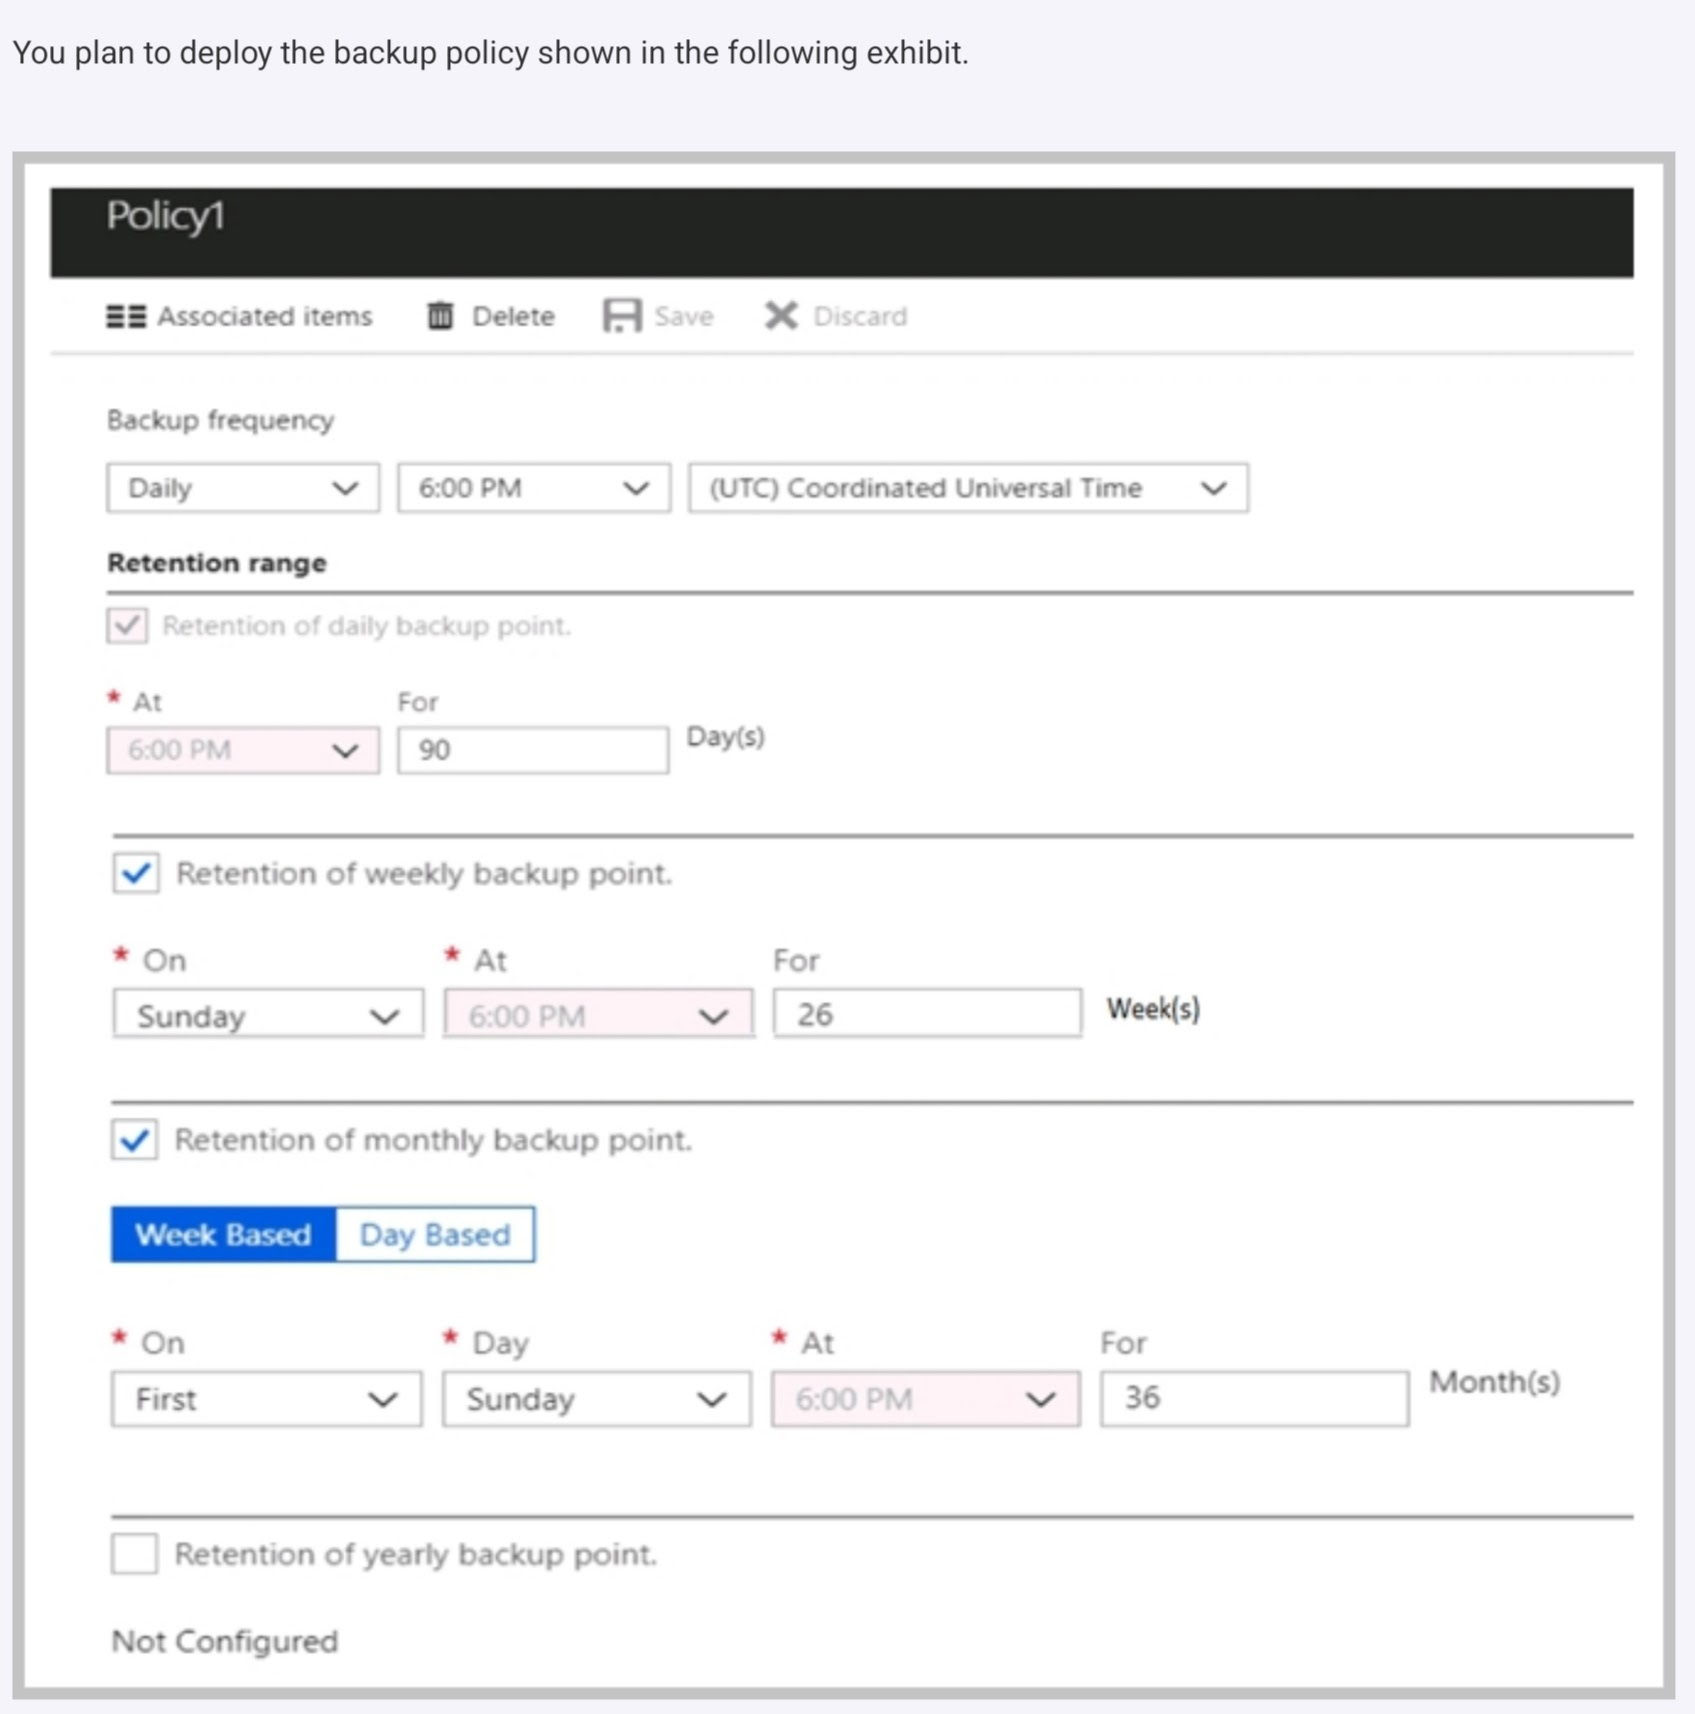 You plan to deploy the backup policy shown in the following exhibit.
Policy1
Associated items Delete Save Discard
Backup frequency
Daily 6:00 PM (UTC) Coordinated Universal Time
Retention range
Retention of daily backup point.
* At For
6:00 PM 90 Day(s)
Retention of weekly backup point.
* On * At For
Sunday 6:00 PM 26 Week(s)
Retention of monthly backup point.
Week Based Day Based
* On * Day * At For
First Sunday 6:00 PM 36 Month(s)
Retention of yearly backup point.
Not Configured